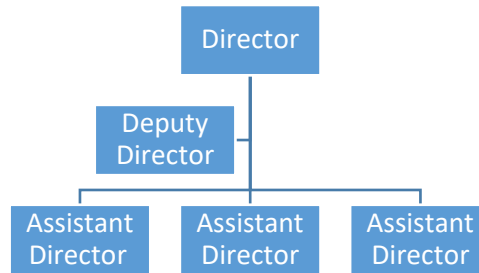 Director
Deputy
Director
Assistant
Director
Assistant
Director
Assistant
Director